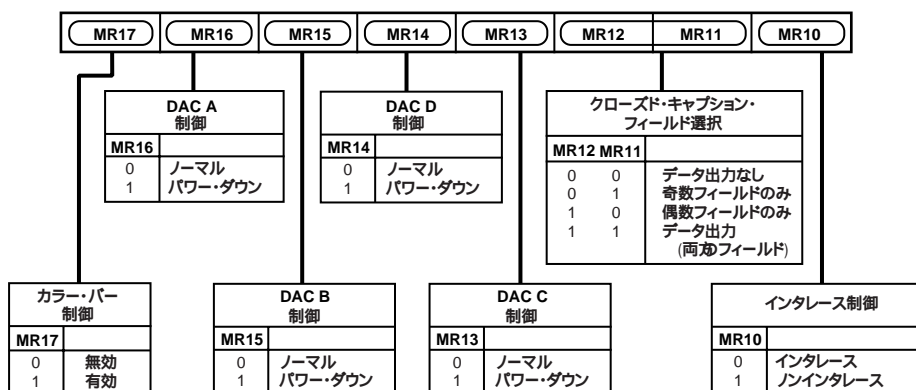 MR17 MR16 MR15 MR14 MR13 MR12 MR11 MR10
DAC A
制御
MR16
0 ノーマル
1 パワー・ダウン
DAC D
制御
MR14
0 ノーマル
1 パワー・ダウン
クローズド・キャプション・
フィールド選択
MR12 MR11
0 0 データ出力なし
0 1 奇数フィールドのみ
1 0 偶数フィールドのみ
1 1 データ出力
(両方のフィールド)
カラー・バー
制御
MR17
0 無効
1 有効
DAC B
制御
MR15
0 ノーマル
1 パワー・ダウン
DAC C
制御
MR13
0 ノーマル
1 パワー・ダウン
インタレース制御
MR10
0 インタレース
1 ノンインタレース